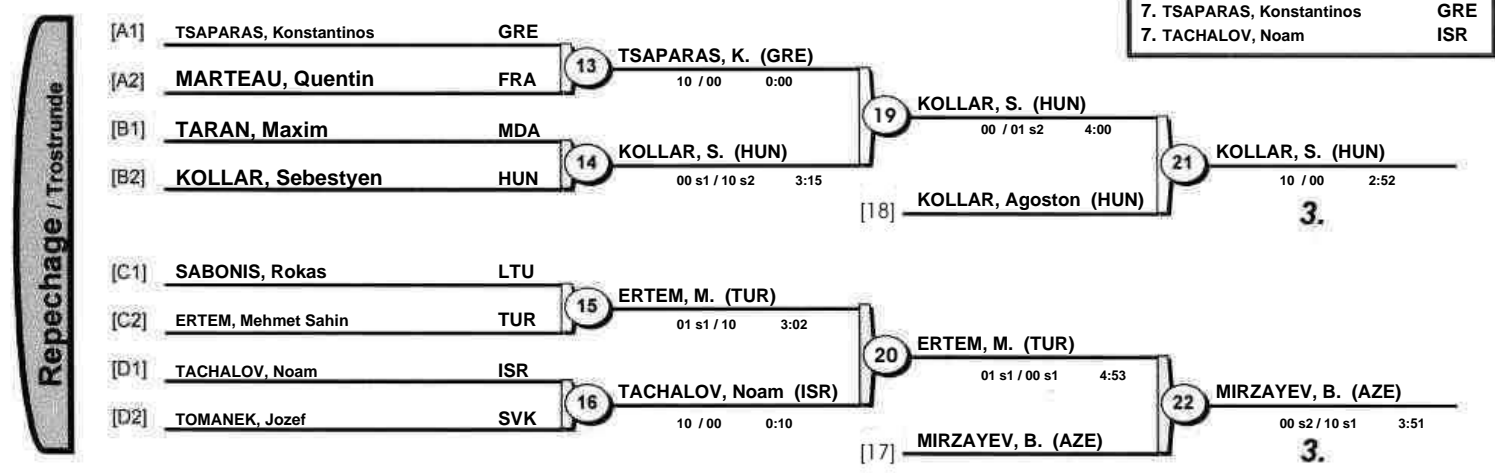 7. TSAPARAS, Konstantinos GRE
7. TACHALOV, Noam ISR
Repechage / Trostrunde
[A1] TSAPARAS, Konstantinos GRE
[A2] MARTEAU, Quentin FRA
13
TSAPARAS, K. (GRE)
10 / 00 0:00
[B1] TARAN, Maxim MDA
[B2] KOLLAR, Sebestyen HUN
14
KOLLAR, S. (HUN)
00 s1 / 10 s2 3:15
19
KOLLAR, S. (HUN)
00 / 01 s2 4:00
[18] KOLLAR, Agoston (HUN)
21
KOLLAR, S. (HUN)
10 / 00 2:52
3.
[C1] SABONIS, Rokas LTU
[C2] ERTEM, Mehmet Sahin TUR
15
ERTEM, M. (TUR)
01 s1 / 10 3:02
[D1] TACHALOV, Noam ISR
[D2] TOMANEK, Jozef SVK
16
TACHALOV, Noam (ISR)
10 / 00 0:10
20
ERTEM, M. (TUR)
01 s1 / 00 s1 4:53
[17] MIRZAYEV, B. (AZE)
22
MIRZAYEV, B. (AZE)
00 s2 / 10 s1 3:51
3.